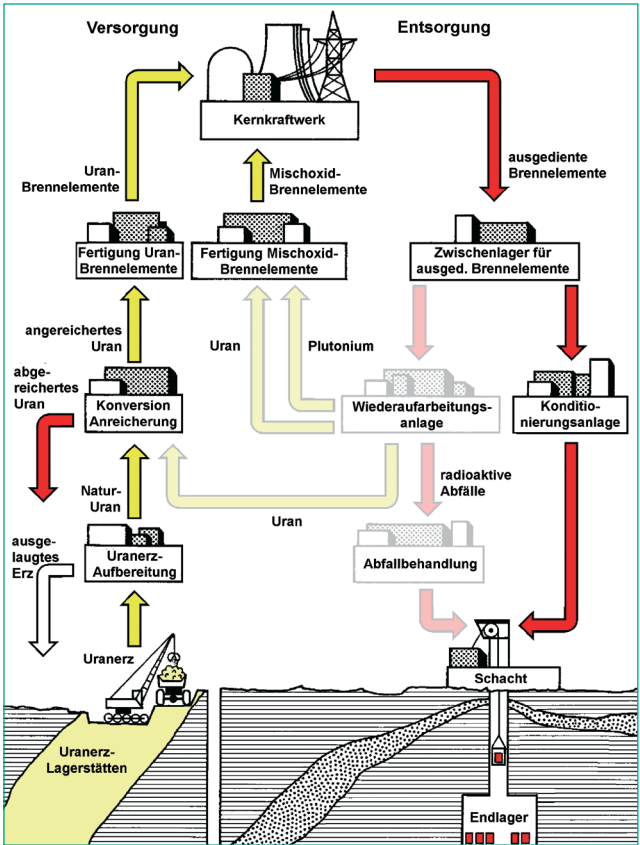 Versorgung
Entsorgung
Kernkraftwerk
Uran-
Brennelemente
Mischoxid-
Brennelemente
ausgediente
Brennelemente
Fertigung Uran-
Brennelemente
Fertigung Mischoxid-
Brennelemente
Zwischenlager für
ausged. Brennelemente
angereichertes
Uran
Uran
Plutonium
abge-
reichertes
Uran
Konversion
Anreicherung
Wiederaufarbeitungs-
anlage
Konditio-
nierungsanlage
Natur-
Uran
radioaktive
Abfälle
Uran
ausge-
laugtes
Erz
Uranerz-
Aufbereitung
Abfallbehandlung
Uranerz
Schacht
Uranerz-
Lagerstätten
Endlager